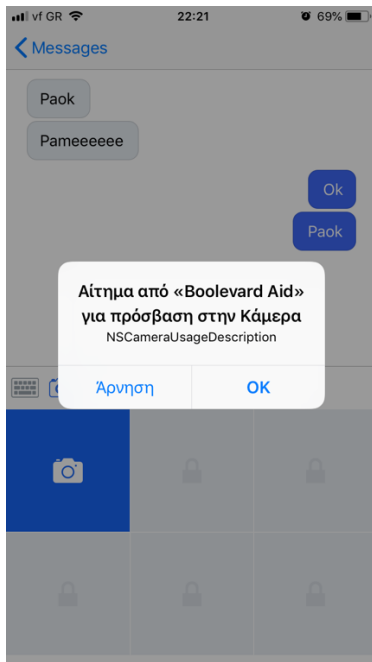 vf GR 22:21 69%
Messages
Paok
Pameeeeee
Ok
Paok
Αίτημα από «Boolevard Aid»
για πρόσβαση στην Κάμερα
NSCameraUsageDescription
Άρνηση OK